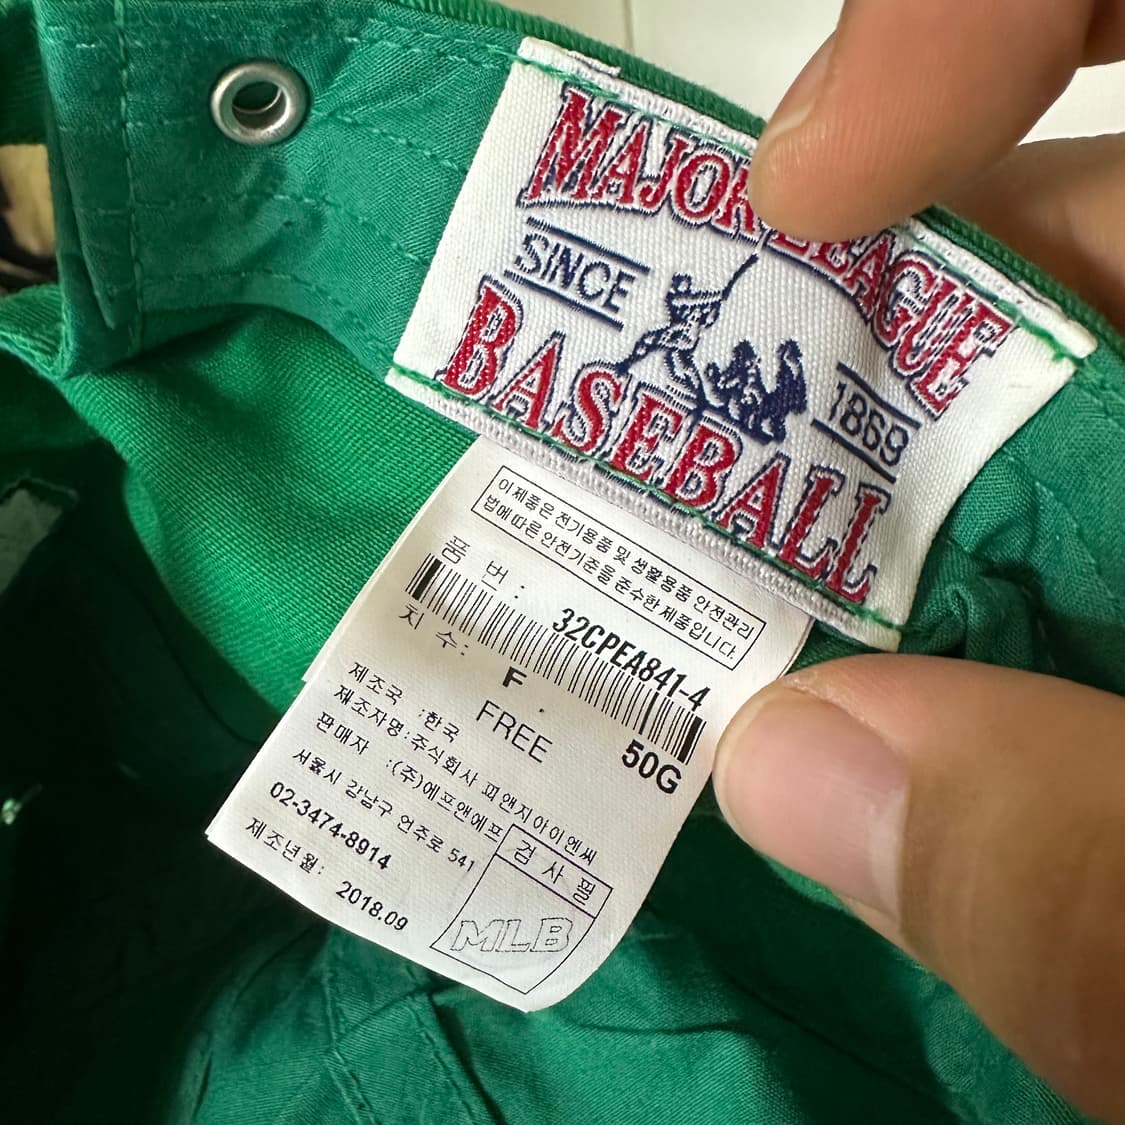 MAJOR LEAGUE
SINCE
1869
BASEBALL
이 제품은 전기용품 및 생활용품 안전관리
법에 따른 안전기준을 준수한 제품입니다.
품 번: 32CPEA841-4
치 수: F 50G
FREE
제조국 :한국
제조자명:주식회사 피앤지아이엔씨
판매자 :(주)에프앤에프
서울시 강남구 언주로 541
02-3474-8914
제조년월: 2018.09
검사필
MLB